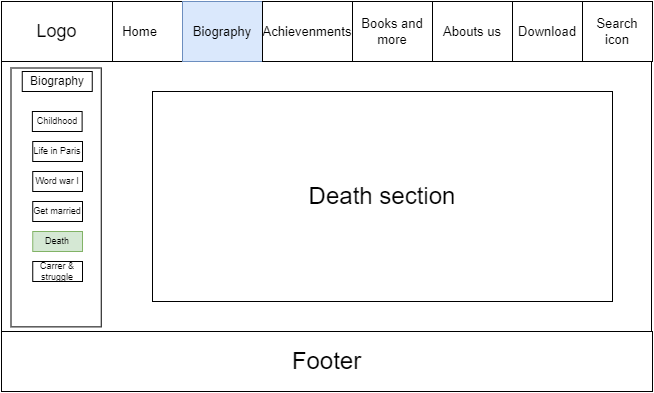 Logo
Home
Biography
Achievenments
Books and
more
Abouts us
Download
Search
icon
Biography
Childhood
Life in Paris
Word war I
Get married
Death
Carrer &
struggle
Death section
Footer